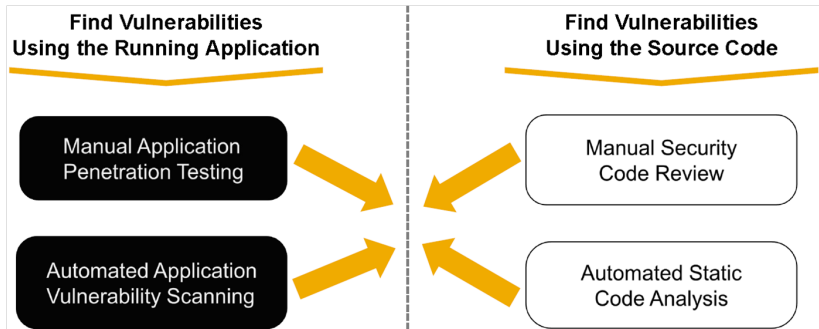 Find Vulnerabilities
Using the Running Application
Manual Application
Penetration Testing
Automated Application
Vulnerability Scanning
Find Vulnerabilities
Using the Source Code
Manual Security
Code Review
Automated Static
Code Analysis